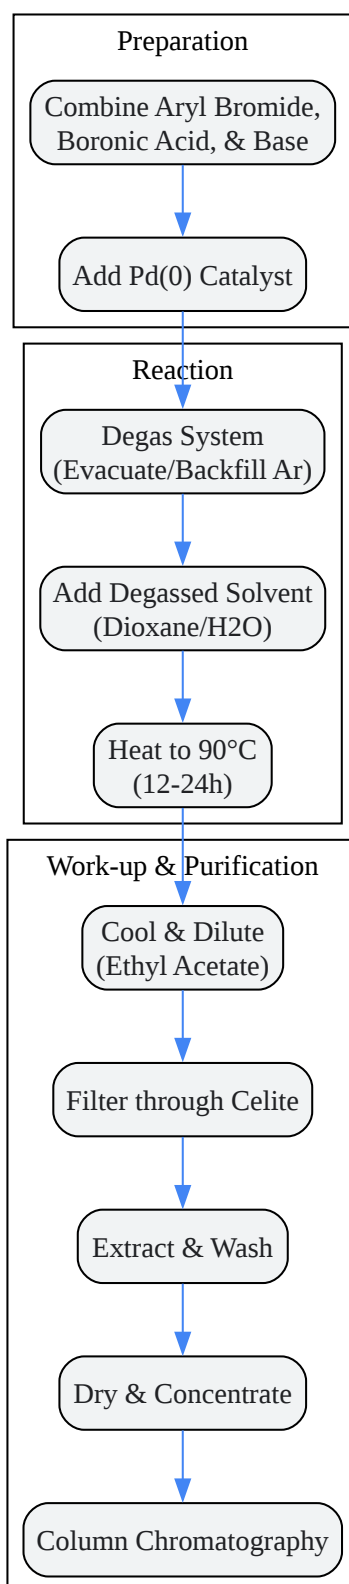 Preparation
Combine Aryl Bromide,
Boronic Acid, & Base
Add Pd(0) Catalyst
Reaction
Degas System
(Evacuate/Backfill Ar)
Add Degassed Solvent
(Dioxane/H2O)
Heat to 90°C
(12-24h)
Work-up & Purification
Cool & Dilute
(Ethyl Acetate)
Filter through Celite
Extract & Wash
Dry & Concentrate
Column Chromatography